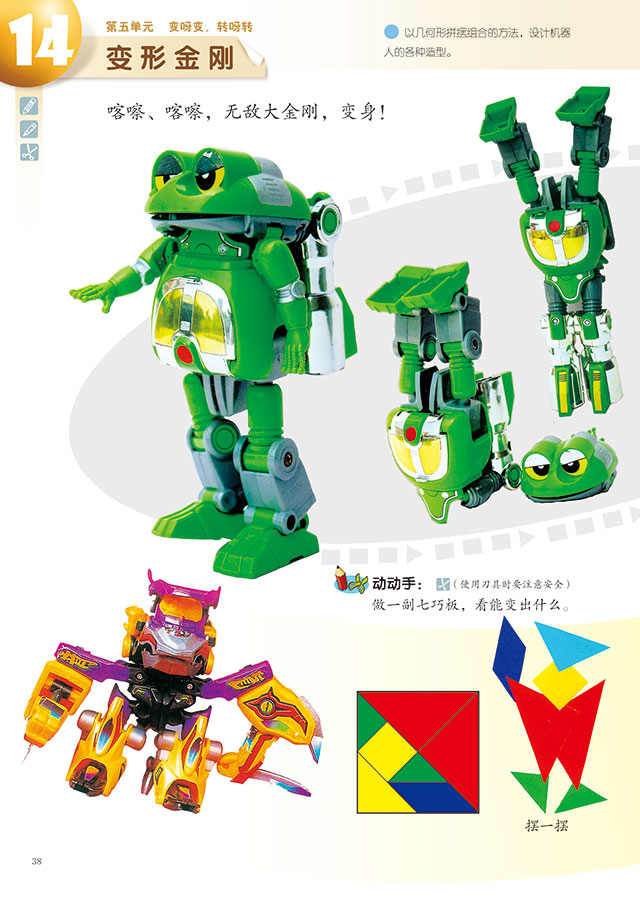 14
第五单元 变呀变，转呀转
变形金刚
以几何形拼摆组合的方法，设计机器
人的各种造型。
喀嚓、喀嚓，无敌大金刚，变身！
动动手：（使用刀具时要注意安全）
做一副七巧板，看能变出什么。
摆一摆
38